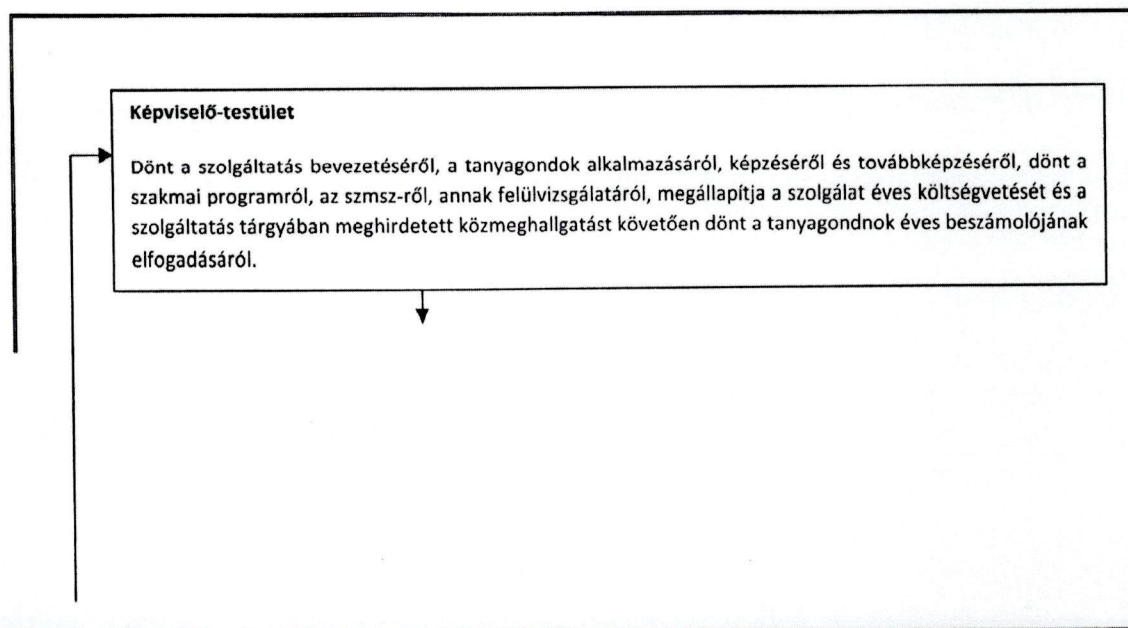 Képviselő-testület
Dönt a szolgáltatás bevezetéséről, a tanyagondok alkalmazásáról, képzéséről és továbbképzéséről, dönt a
szakmai programról, az szmsz-ről, annak felülvizsgálatáról, megállapítja a szolgálat éves költségvetését és a
szolgáltatás tárgyában meghirdetett közmeghallgatást követően dönt a tanyagondnok éves beszámolójának
elfogadásáról.